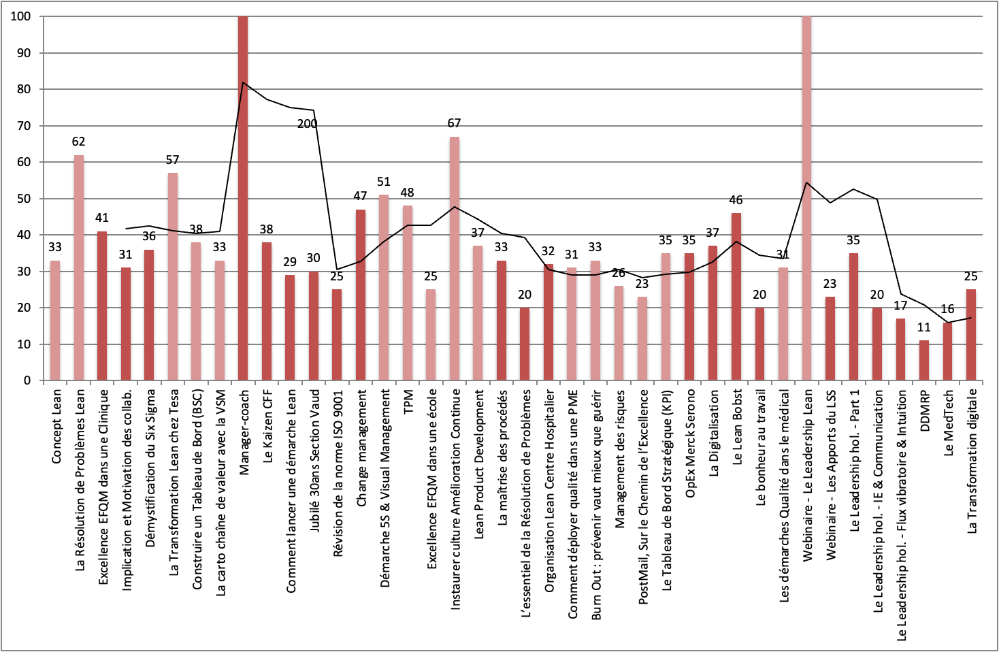 100
90
80
70
60
50
40
30
20
10
0
33
62
41
31
36
57
38
33
200
38
29
30
25
47
51
48
25
67
37
33
20
32
31
33
26
23
35
35
37
46
20
31
23
35
20
17
11
16
25
Concept Lean
La Résolution de Problèmes Lean
Excellence EFQM dans une Clinique
Implication et Motivation des collab.
Démystification du Six Sigma
La Transformation Lean chez Tesa
Construire un Tableau de Bord (BSC)
La carto chaîne de valeur avec la VSM
Manager-coach
Le Kaizen CFF
Comment lancer une démarche Lean
Jubilé 30ans Section Vaud
Révision de la norme ISO 9001
Change management
Démarche 5S & Visual Management
TPM
Excellence EFQM dans une école
Instaurer culture Amélioration Continue
Lean Product Development
La maîtrise des procédés
L’essentiel de la Résolution de Problèmes
Organisation Lean Centre Hospitalier
Comment déployer qualité dans une PME
Burn Out : prévenir vaut mieux que guérir
Management des risques
PostMail, Sur le Chemin de l’Excellence
Le Tableau de Bord Stratégique (KPI)
OpEx Merck Serono
La Digitalisation
Le Lean Bobst
Le bonheur au travail
Les démarches Qualité dans le médical
Webinaire - Le Leadership Lean
Webinaire - Les Apports du LSS
Le Leadership hol. - Part 1
Le Leadership hol. - IE & Communication
Le Leadership hol. - Flux vibratoire & Intuition
DDMRP
Le MedTech
La Transformation digitale